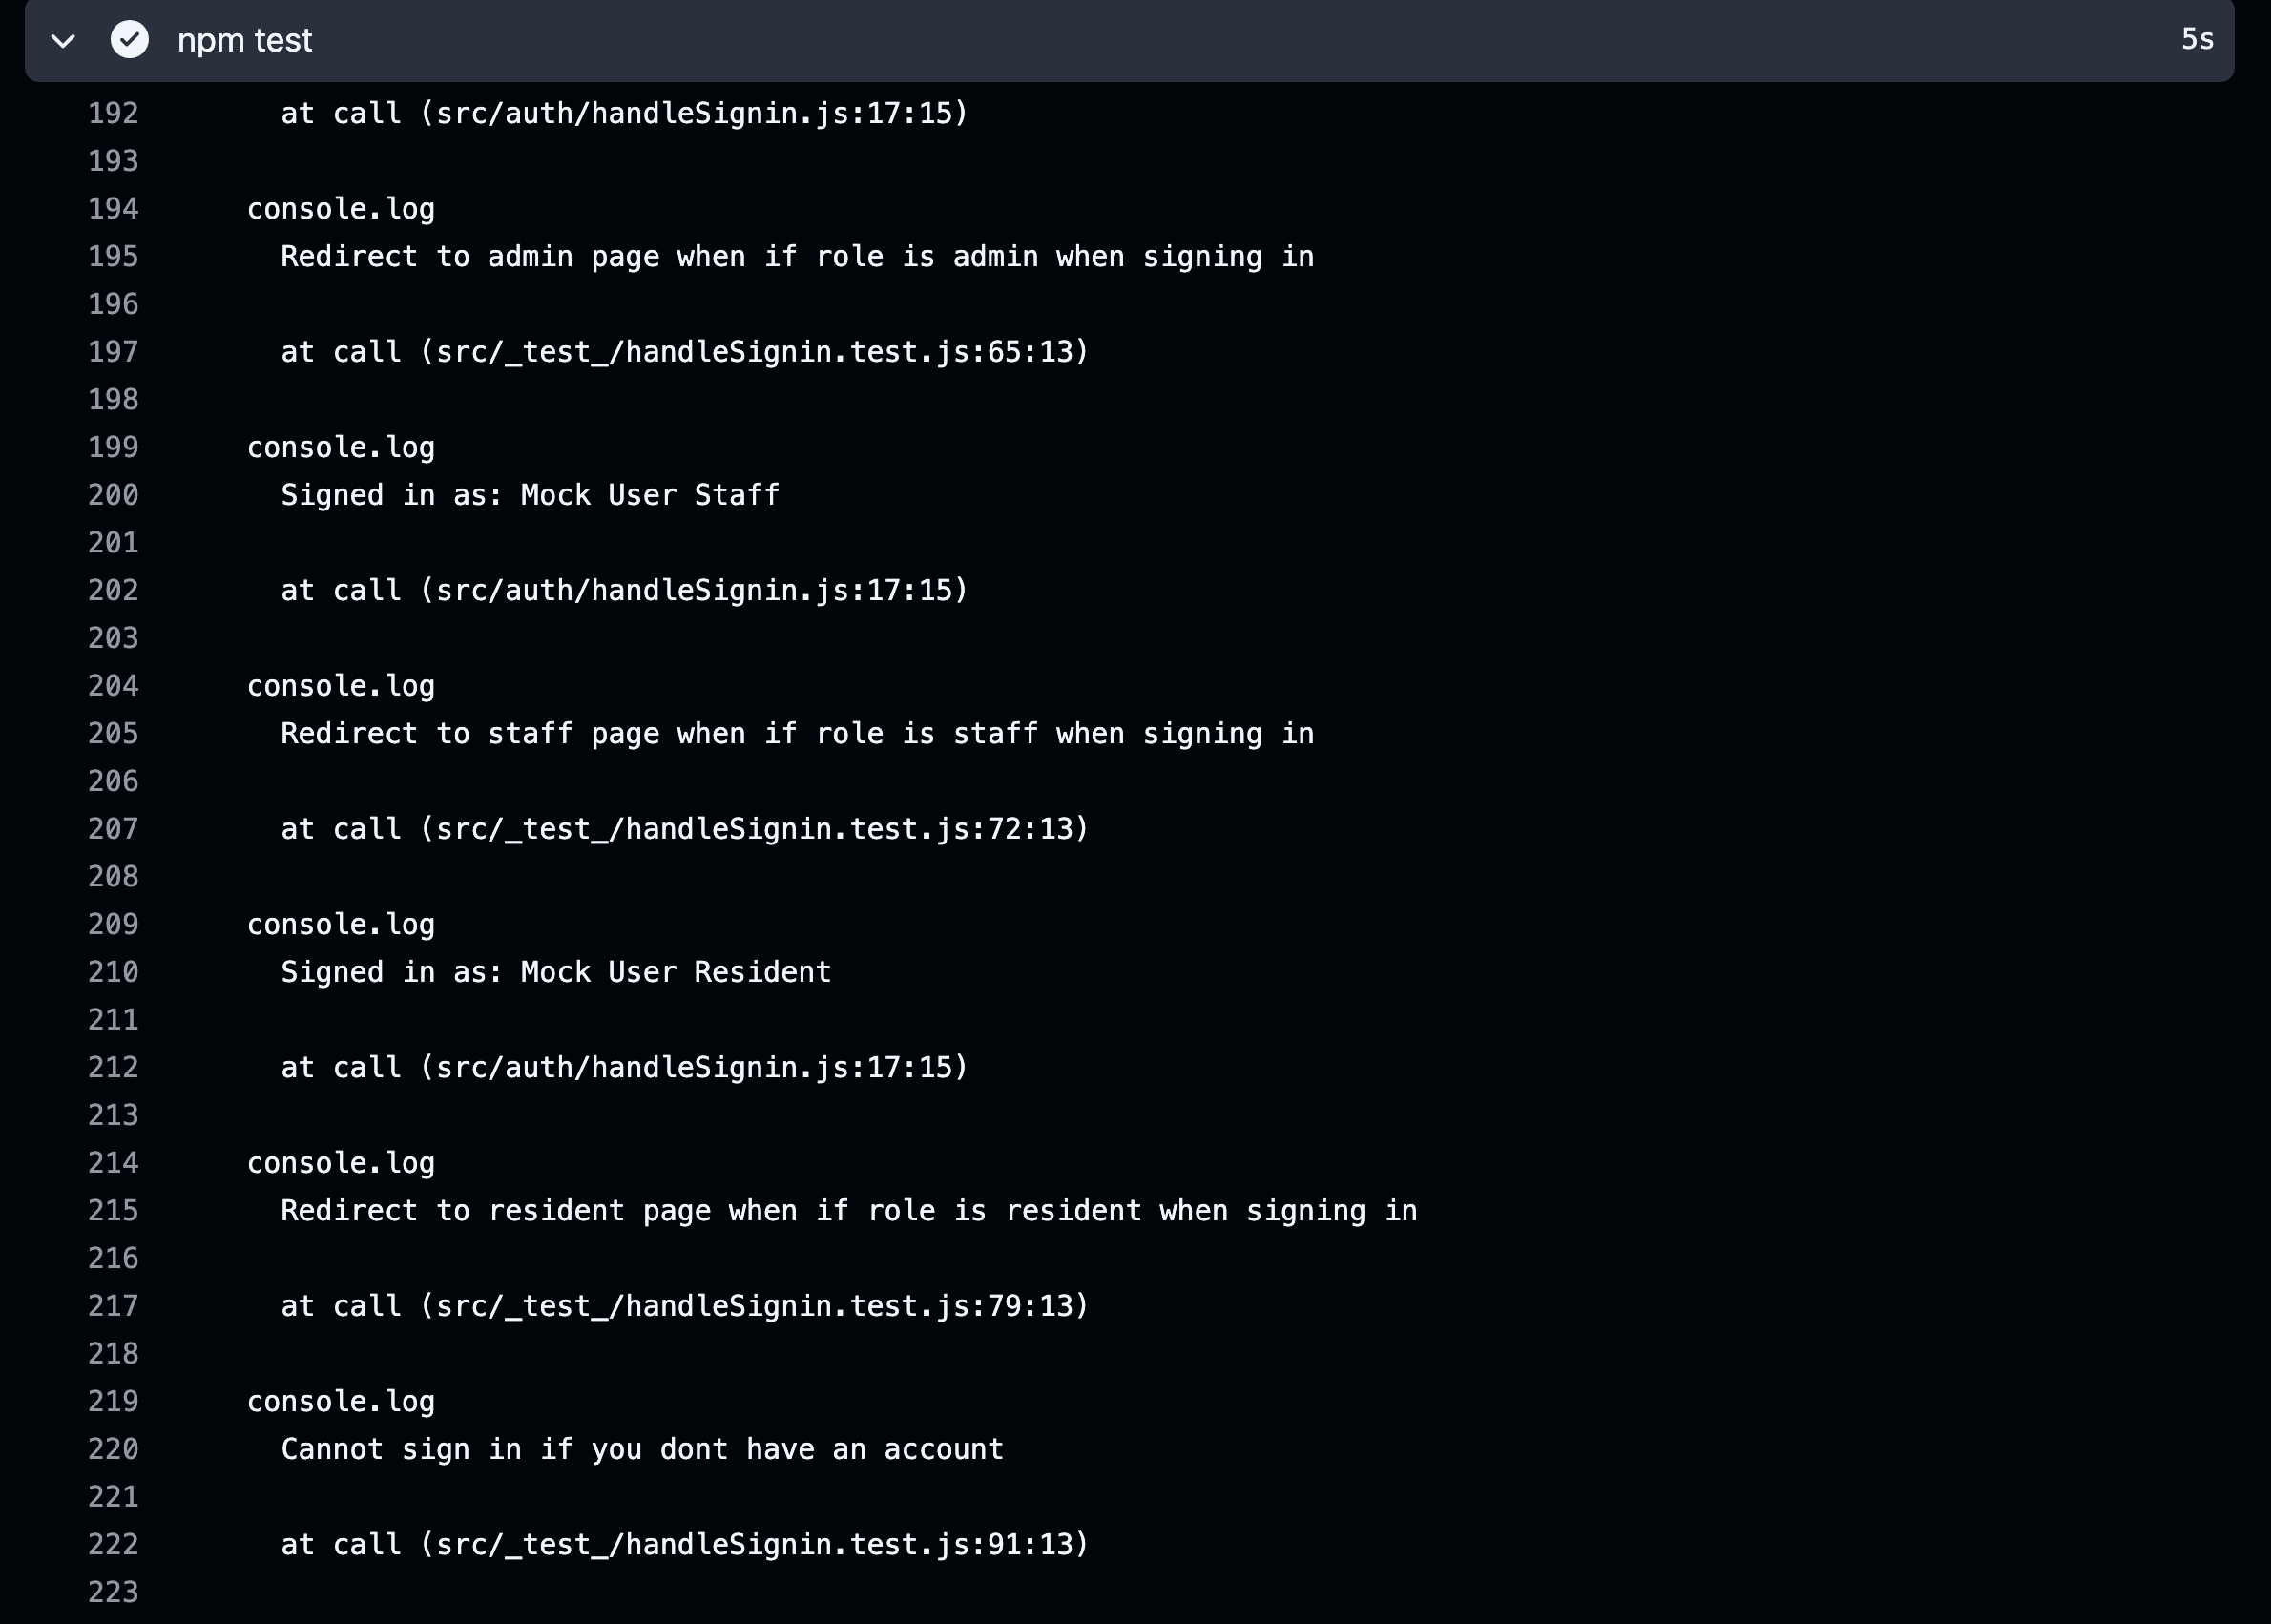 npm test 5s
192 at call (src/auth/handleSignin.js:17:15)
193
194 console.log
195 Redirect to admin page when if role is admin when signing in
196
197 at call (src/_test_/handleSignin.test.js:65:13)
198
199 console.log
200 Signed in as: Mock User Staff
201
202 at call (src/auth/handleSignin.js:17:15)
203
204 console.log
205 Redirect to staff page when if role is staff when signing in
206
207 at call (src/_test_/handleSignin.test.js:72:13)
208
209 console.log
210 Signed in as: Mock User Resident
211
212 at call (src/auth/handleSignin.js:17:15)
213
214 console.log
215 Redirect to resident page when if role is resident when signing in
216
217 at call (src/_test_/handleSignin.test.js:79:13)
218
219 console.log
220 Cannot sign in if you dont have an account
221
222 at call (src/_test_/handleSignin.test.js:91:13)
223